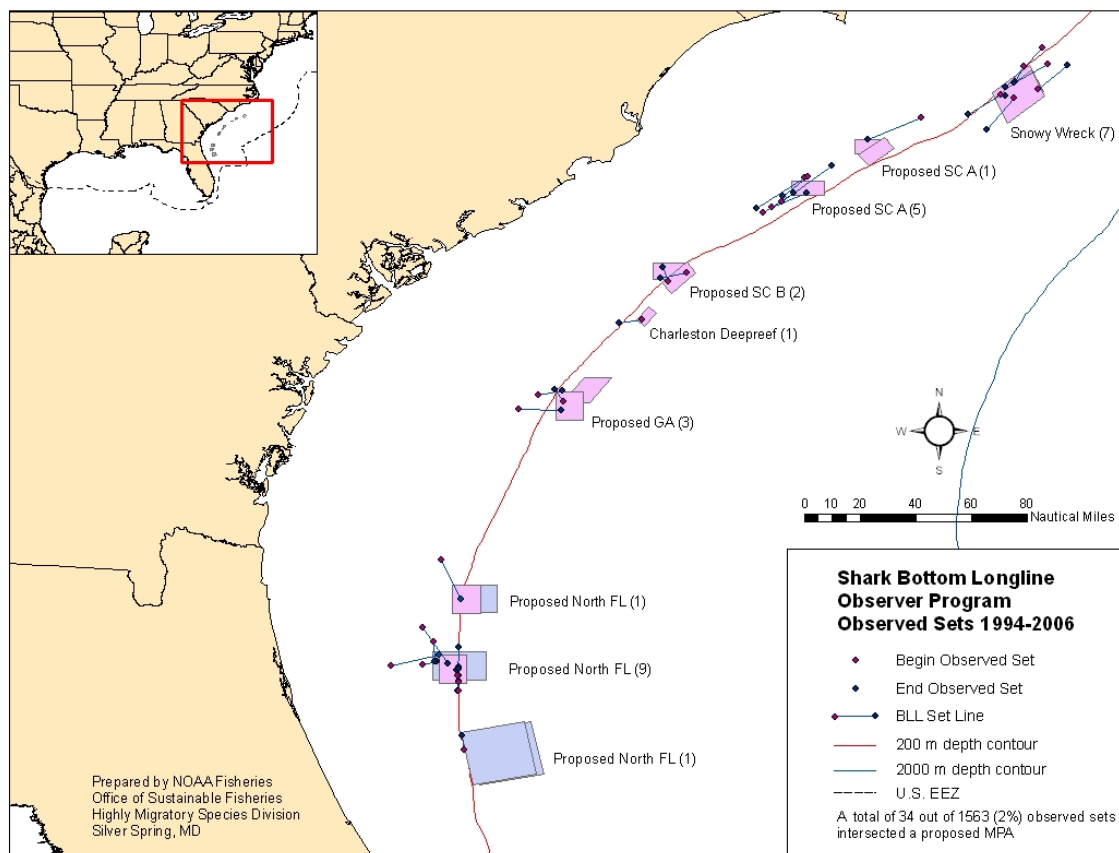 Snowy Wreck (7)
Proposed SC A (1)
Proposed SC A (5)
Proposed SC B (2)
Charleston Deepreef (1)
Proposed GA (3)
N
W
E
S
0 10 20 40 60 80
Nautical Miles
Proposed North FL (1)
Proposed North FL (9)
Proposed North FL (1)
Prepared by NOAA Fisheries
Office of Sustainable Fisheries
Highly Migratory Species Division
Silver Spring, MD
Shark Bottom Longline
Observer Program
Observed Sets 1994-2006
Begin Observed Set
End Observed Set
BLL Set Line
200 m depth contour
2000 m depth contour
U.S. EEZ
A total of 34 out of 1563 (2%) observed sets
intersected a proposed MPA